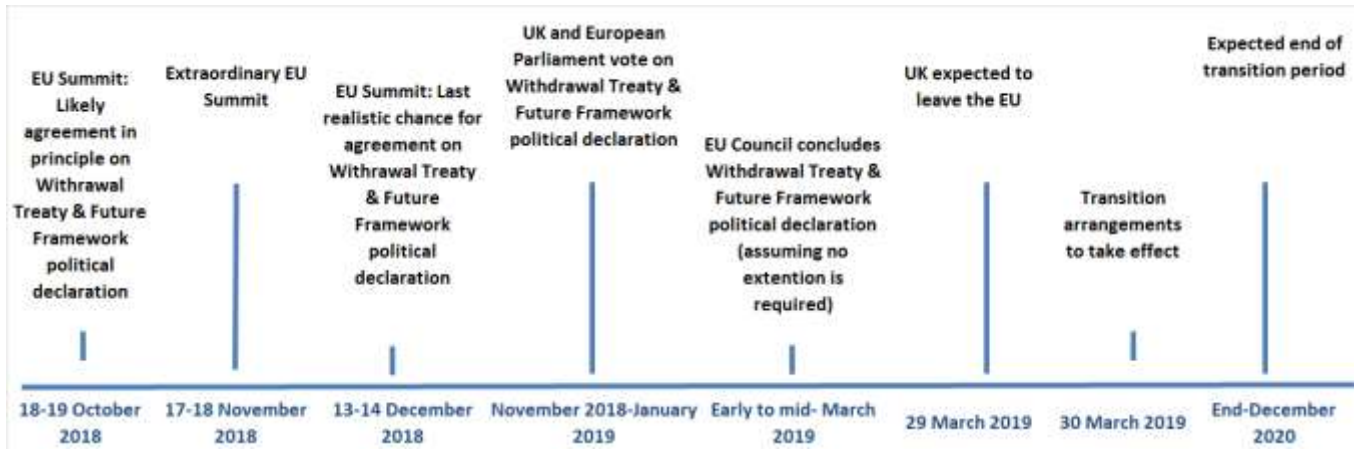 EU Summit:
Likely
agreement in
principle on
Withrawal
Treaty & Future
Framework
political
declaration
Extraordinary EU
Summit
EU Summit: Last
realistic chance for
agreement on
Withrawal Treaty
& Future
Framework
political
declaration
UK and European
Parliament vote on
Withdrawal Treaty &
Future Framework
political declaration
EU Council concludes
Withdrawal Treaty &
Future Framework
political declaration
(assuming no
extention is
required)
UK expected to
leave the EU
Transition
arrangements
to take effect
Expected end of
transition period
18-19 October
2018
17-18 November
2018
13-14 December
2018
November 2018-January
2019
Early to mid- March
2019
29 March 2019
30 March 2019
End-December
2020